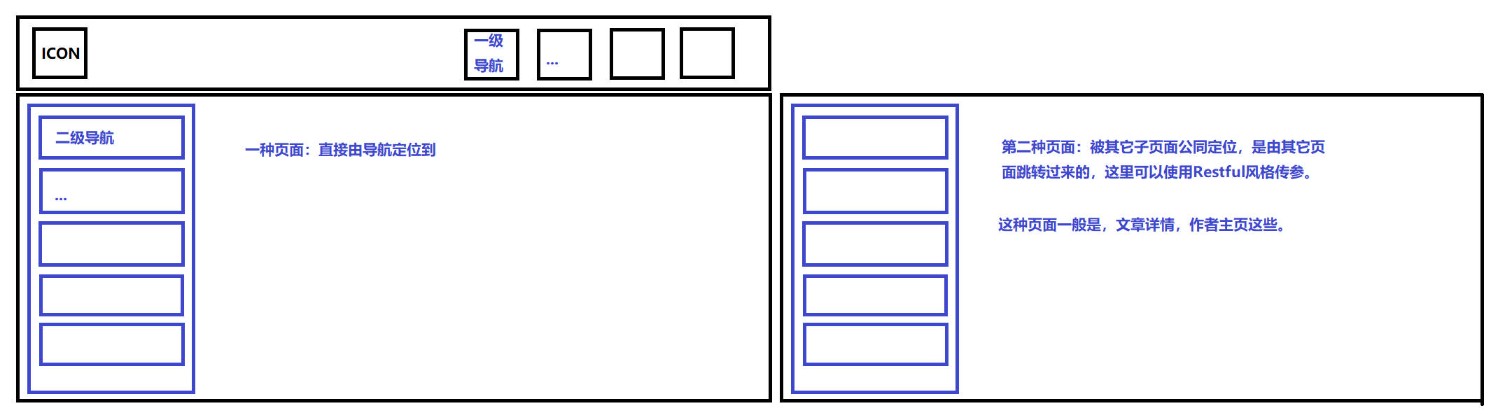 ICON
一级
导航
...
二级导航
...
一种页面：直接由导航定位到
第二种页面：被其它子页面公同定位，是由其它页
面跳转过来的，这里可以使用Restful风格传参。
这种页面一般是，文章详情，作者主页这些。